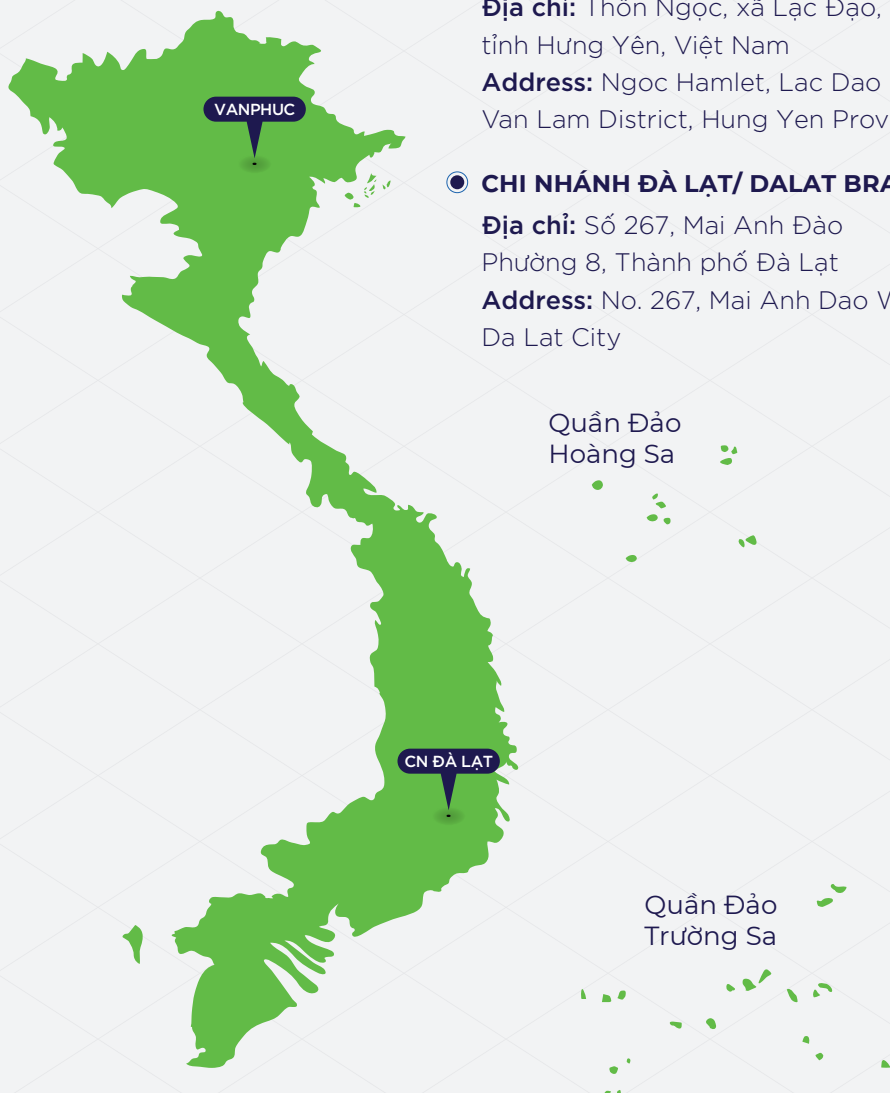 Địa chỉ: Thôn Ngọc, xã Lạc Đạo,
tỉnh Hưng Yên, Việt Nam
Address: Ngoc Hamlet, Lac Dao
Van Lam District, Hung Yen Prov
VANPHUC
CHI NHÁNH ĐÀ LẠT/ DALAT BRA
Địa chỉ: Số 267, Mai Anh Đào
Phường 8, Thành phố Đà Lạt
Address: No. 267, Mai Anh Dao
Da Lat City
Quần Đảo
Hoàng Sa
CN ĐÀ LẠT
Quần Đảo
Trường Sa